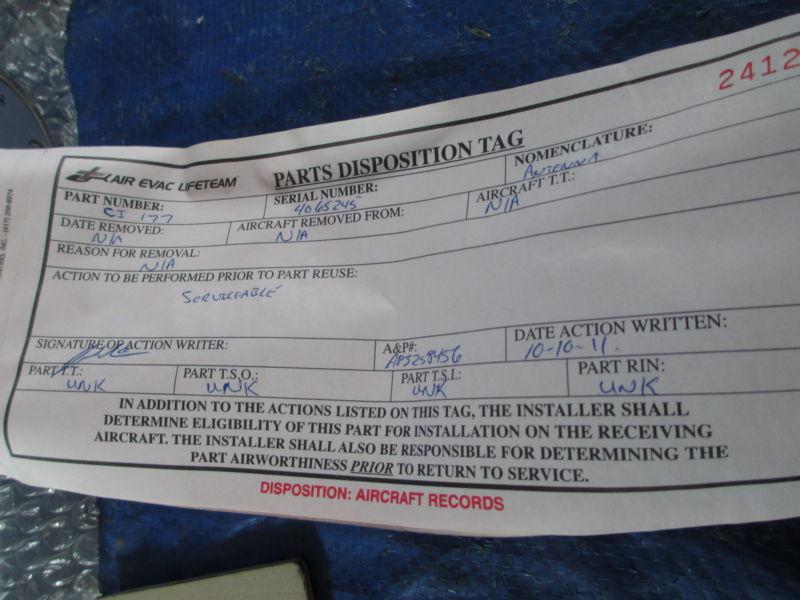 2412
AIR EVAC LIFETEAM
PARTS DISPOSITION TAG
NOMENCLATURE:
ANTENNA
PART NUMBER:
CI 177
SERIAL NUMBER:
4065245
AIRCRAFT T.T.:
N/A
DATE REMOVED:
N/A
AIRCRAFT REMOVED FROM:
N/A
REASON FOR REMOVAL:
N/A
ACTION TO BE PERFORMED PRIOR TO PART REUSE:
SERVICEABLE
SIGNATURE OF ACTION WRITER:
A&P#:
AP3258456
DATE ACTION WRITTEN:
10-10-11.
PART T.T.:
UNK
PART T.S.O.:
UNK
PART T.S.I.:
UNK
PART RIN:
UNK
IN ADDITION TO THE ACTIONS LISTED ON THIS TAG, THE INSTALLER SHALL
DETERMINE ELIGIBILITY OF THIS PART FOR INSTALLATION ON THE RECEIVING
AIRCRAFT. THE INSTALLER SHALL ALSO BE RESPONSIBLE FOR DETERMINING THE
PART AIRWORTHINESS PRIOR TO RETURN TO SERVICE.
DISPOSITION: AIRCRAFT RECORDS
INC. - (417) 256-8974